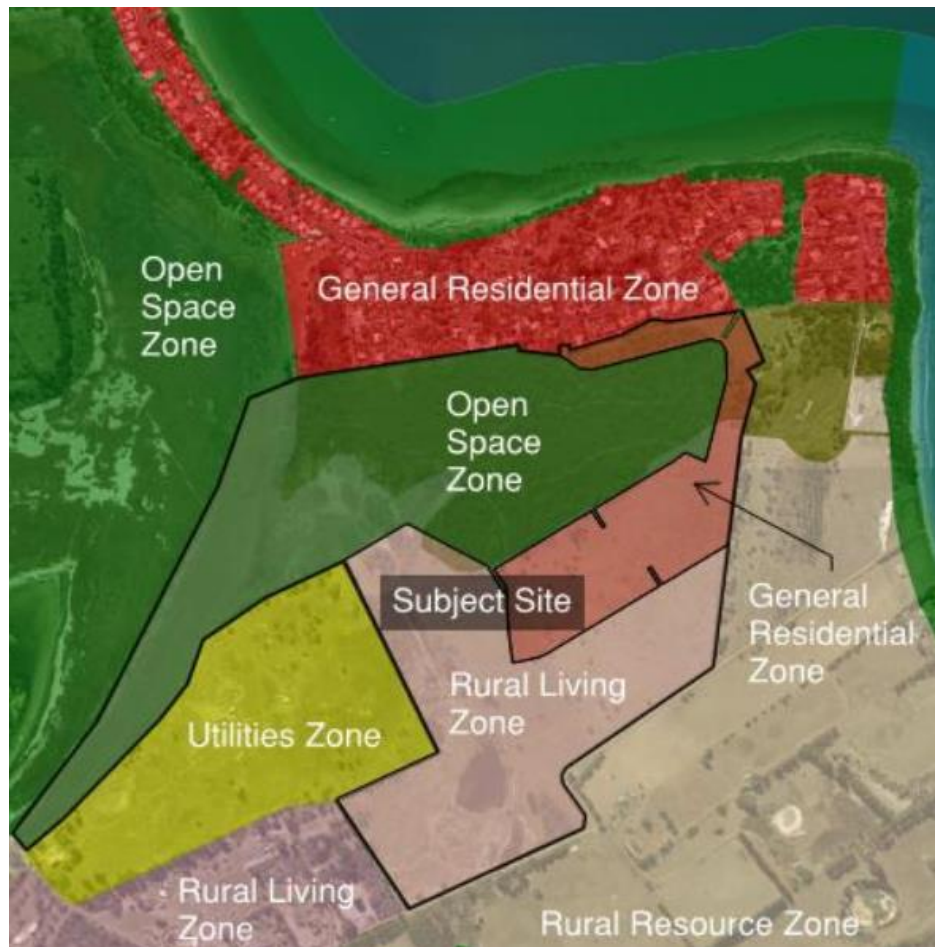 Open
Space
Zone
General Residential Zone
Open
Space
Zone
Subject Site
General
Residential
Zone
Rural Living
Zone
Utilities Zone
Rural Living
Zone
Rural Resource Zone